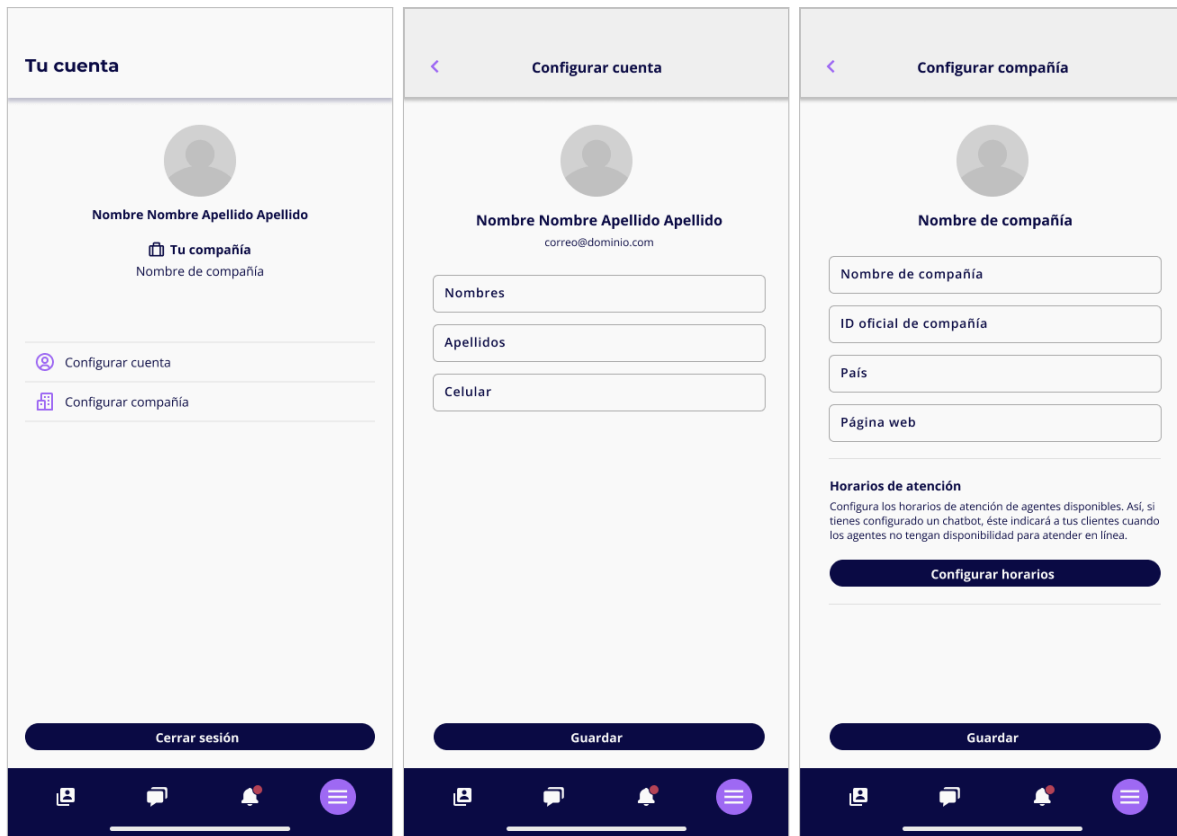 Tu cuenta
Nombre Nombre Apellido Apellido
Tu compañía
Nombre de compañía
Configurar cuenta
Configurar compañía
Cerrar sesión
Configurar cuenta
Nombre Nombre Apellido Apellido
correo@dominio.com
Nombres
Apellidos
Celular
Guardar
Configurar compañía
Nombre de compañía
Nombre de compañía
ID oficial de compañía
País
Página web
Horarios de atención
Configura los horarios de atención de agentes disponibles. Así, si
tienes configurado un chatbot, éste indicará a tus clientes cuando
los agentes no tengan disponibilidad para atender en línea.
Configurar horarios
Guardar